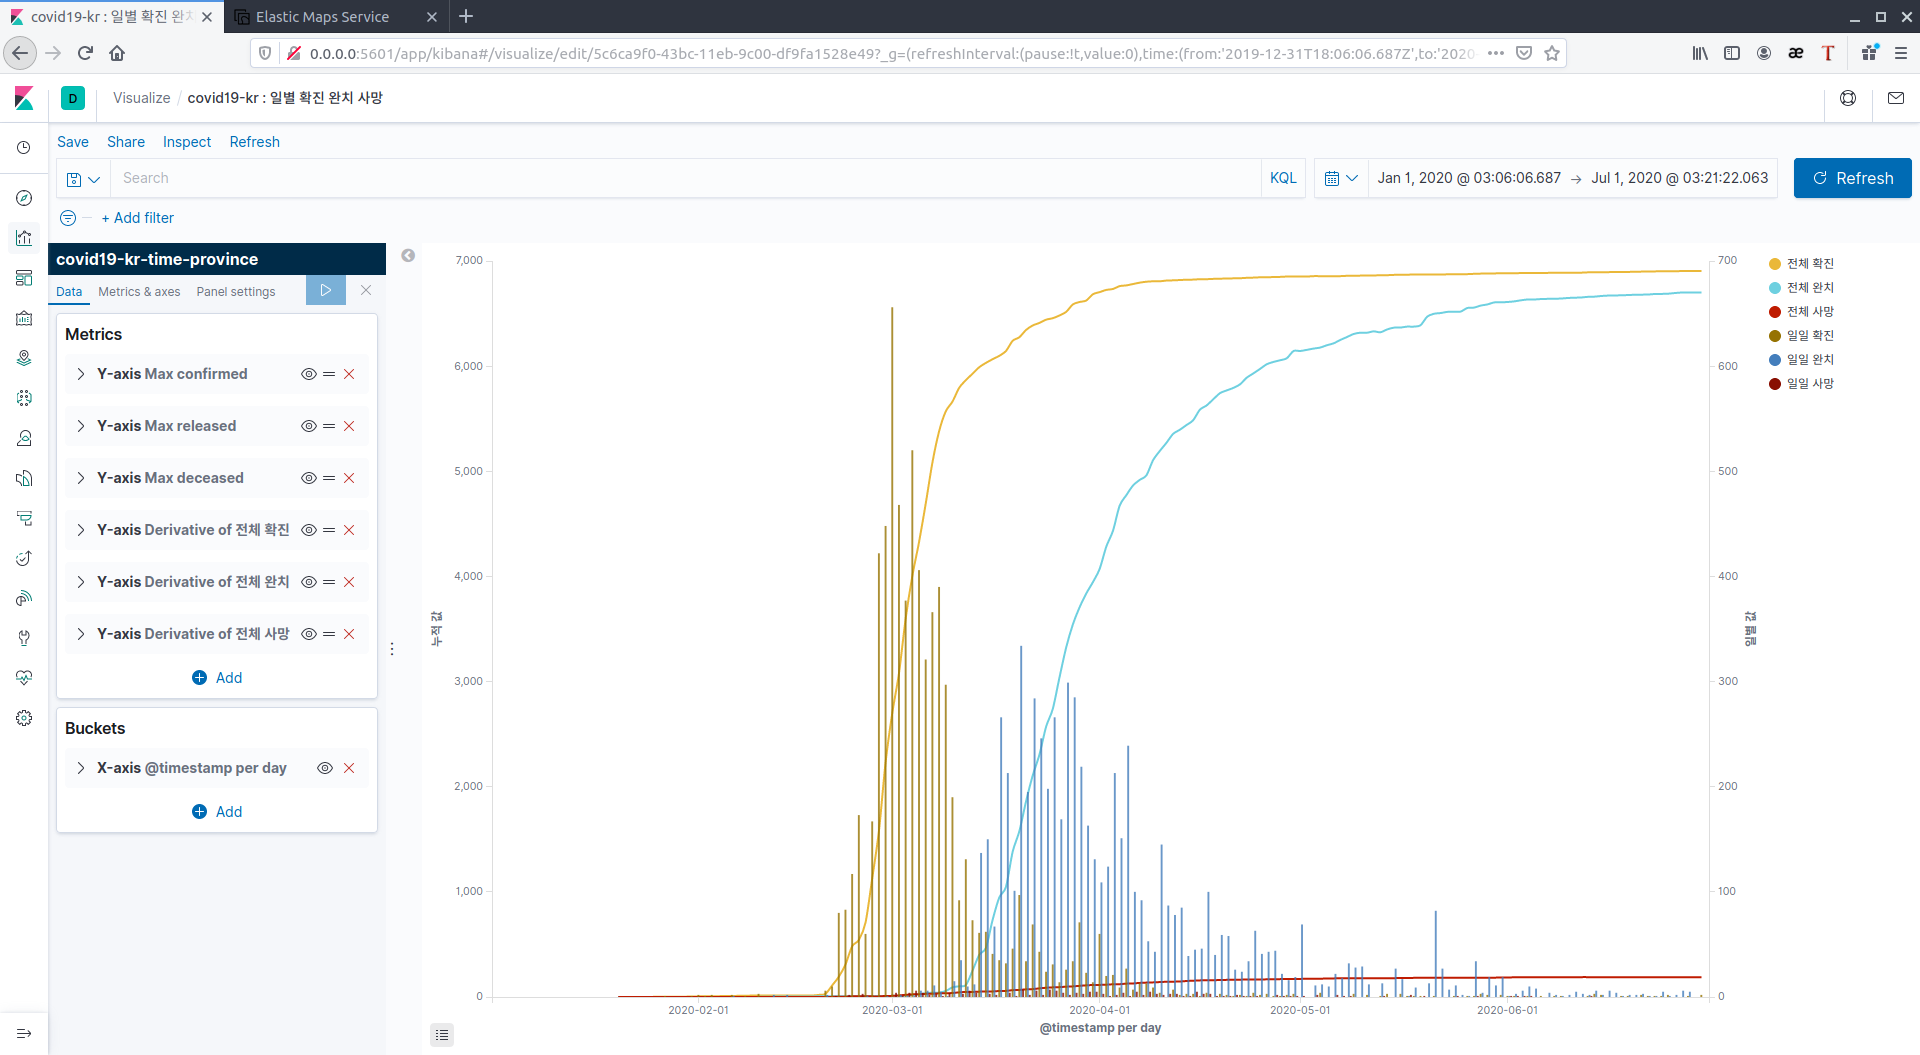 covid19-kr : 일별 확진 완치
Elastic Maps Service
0.0.0.0:5601/app/kibana#/visualize/edit/5c6ca9f0-43bc-11eb-9c00-df9fa1528e49?_g=(refreshInterval:(pause:!t,value:0),time:(from:'2019-12-31T18:06:06.687Z',to:'2020-
D
Visualize / covid19-kr : 일별 확진 완치 사망
Save Share Inspect Refresh
Search
KQL
Jan 1, 2020 @ 03:06:06.687 → Jul 1, 2020 @ 03:21:22.063
Refresh
+ Add filter
covid19-kr-time-province
Data Metrics & axes Panel settings
Metrics
Y-axis Max confirmed
Y-axis Max released
Y-axis Max deceased
Y-axis Derivative of 전체 확진
Y-axis Derivative of 전체 완치
Y-axis Derivative of 전체 사망
Add
Buckets
X-axis @timestamp per day
Add
7,000
6,000
5,000
4,000
3,000
2,000
1,000
0
누적 값
2020-02-01
2020-03-01
2020-04-01
2020-05-01
2020-06-01
@timestamp per day
700
600
500
400
300
200
100
0
일별 값
전체 확진
전체 완치
전체 사망
일일 확진
일일 완치
일일 사망